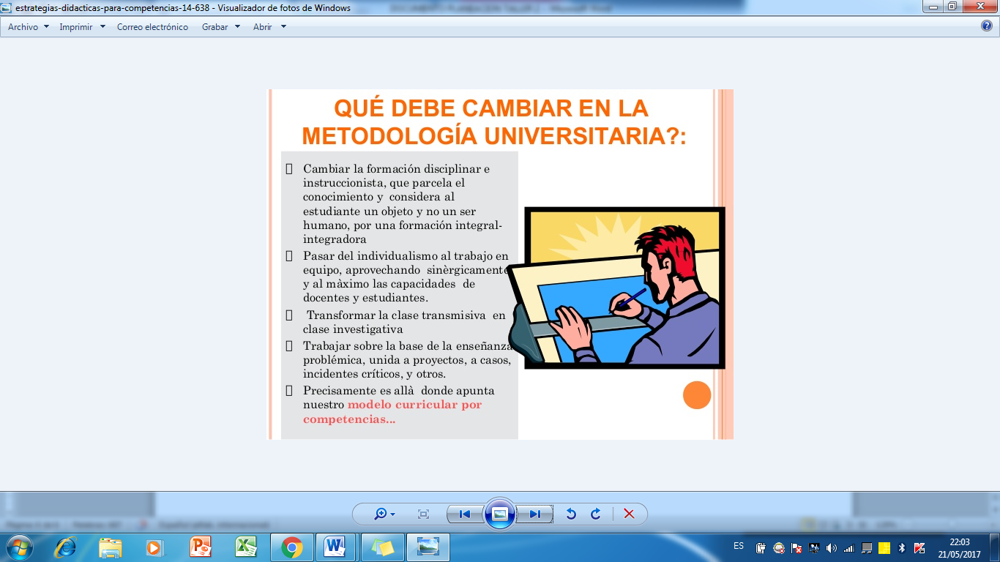 estrategias-didacticas-para-competencias-14-638 - Visualizador de fotos de Windows
Archivo Imprimir Correo electrónico Grabar Abrir
QUÉ DEBE CAMBIAR EN LA
METODOLOGÍA UNIVERSITARIA?:
Cambiar la formación disciplinar e
instruccionista, que parcela el
conocimiento y considera al
estudiante un objeto y no un ser
humano, por una formación integral-
integradora
Pasar del individualismo al trabajo en
equipo, aprovechando sinèrgicamente
y al màximo las capacidades de
docentes y estudiantes.
Transformar la clase transmisiva en
clase investigativa
Trabajar sobre la base de la enseñanza
problémica, unida a proyectos, a casos,
incidentes críticos, y otros.
Precisamente es allà donde apunta
nuestro modelo curricular por
competencias...
ES
22:03
21/05/2017